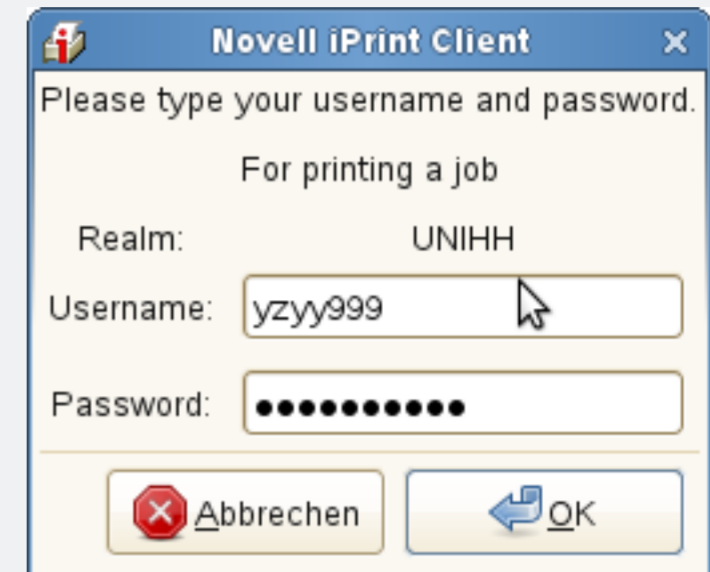 Novell iPrint Client
Please type your username and password.
For printing a job
Realm: UNIHH
Username: yzyy999
Password: ●●●●●●●●●●
Abbrechen OK